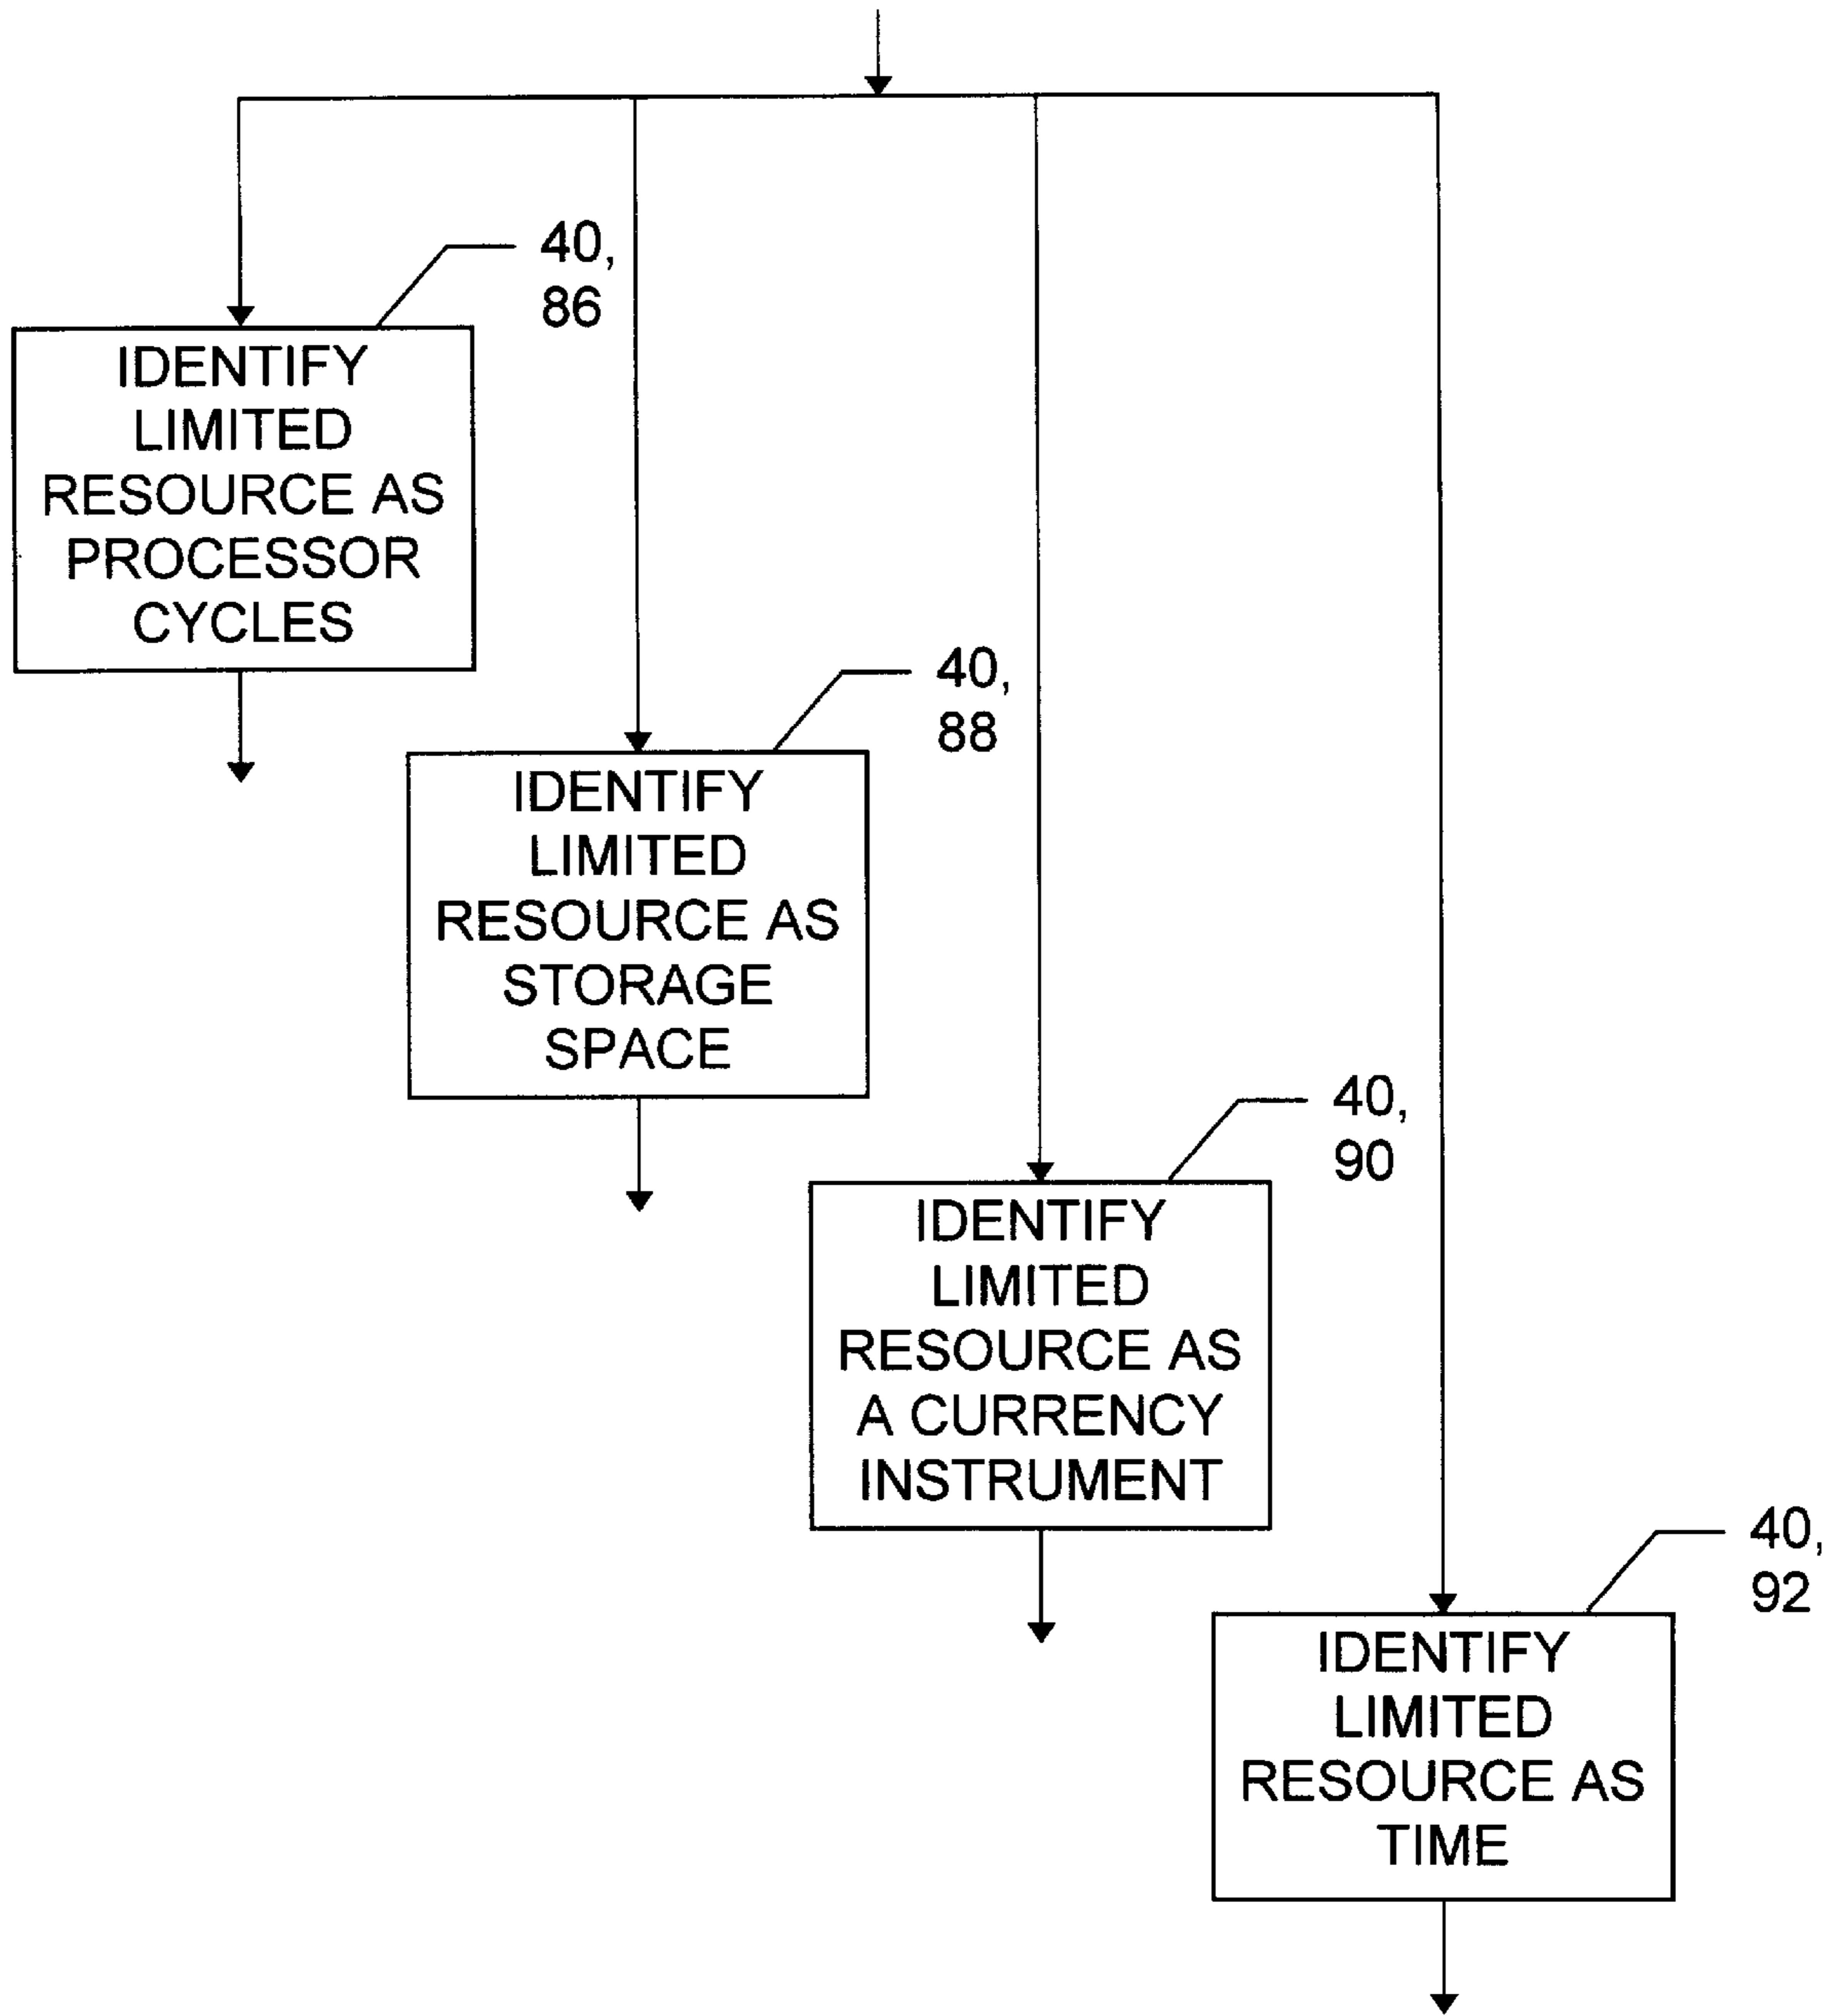 40,
86
IDENTIFY
LIMITED
RESOURCE AS
PROCESSOR
CYCLES
40,
88
IDENTIFY
LIMITED
RESOURCE AS
STORAGE
SPACE
40,
90
IDENTIFY
LIMITED
RESOURCE AS
A CURRENCY
INSTRUMENT
40,
92
IDENTIFY
LIMITED
RESOURCE AS
TIME